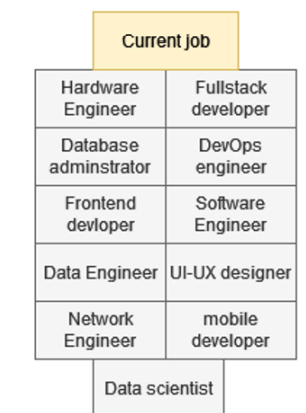 Current job
Hardware
Engineer
Fullstack
developer
Database
adminstrator
DevOps
engineer
Frontend
devloper
Software
Engineer
Data Engineer
UI-UX designer
Network
Engineer
mobile
developer
Data scientist